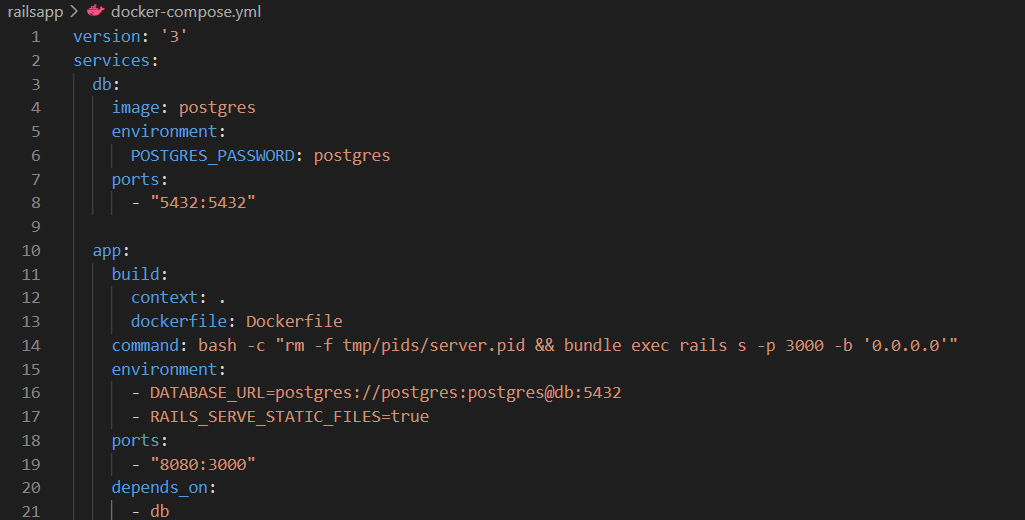 railsapp > docker-compose.yml
1 version: '3'
2 services:
3   db:
4     image: postgres
5     environment:
6       POSTGRES_PASSWORD: postgres
7     ports:
8       - "5432:5432"
9
10   app:
11     build:
12       context: .
13       dockerfile: Dockerfile
14     command: bash -c "rm -f tmp/pids/server.pid && bundle exec rails s -p 3000 -b '0.0.0.0'"
15     environment:
16       - DATABASE_URL=postgres://postgres:postgres@db:5432
17       - RAILS_SERVE_STATIC_FILES=true
18     ports:
19       - "8080:3000"
20     depends_on:
21       - db